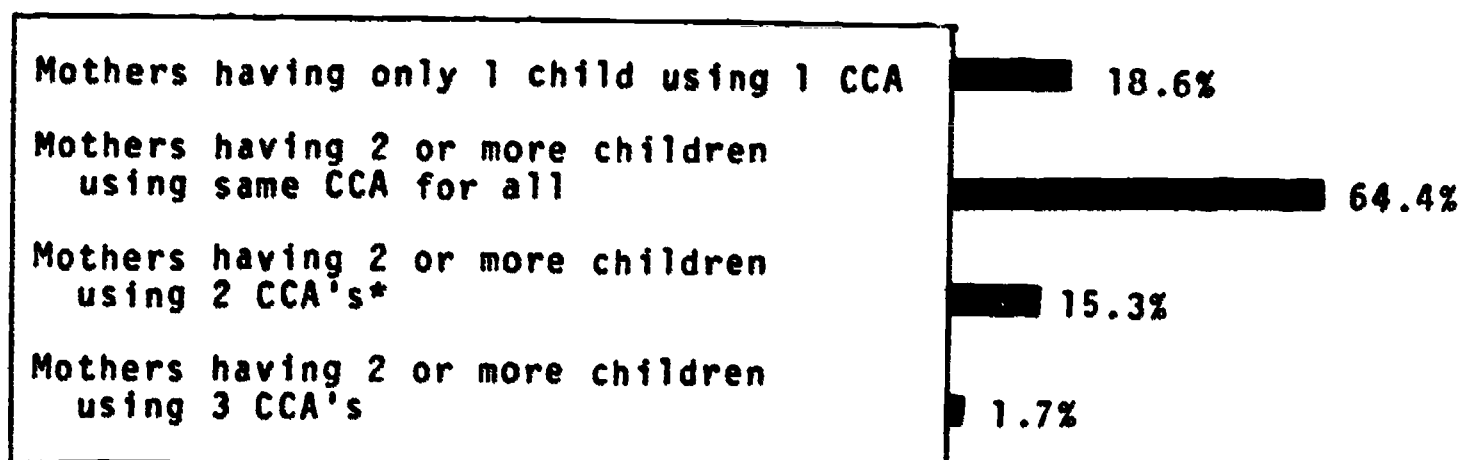 Mothers having only 1 child using 1 CCA 18.6%
Mothers having 2 or more children
using same CCA for all 64.4%
Mothers having 2 or more children
using 2 CCA's* 15.3%
Mothers having 2 or more children
using 3 CCA's 1.7%